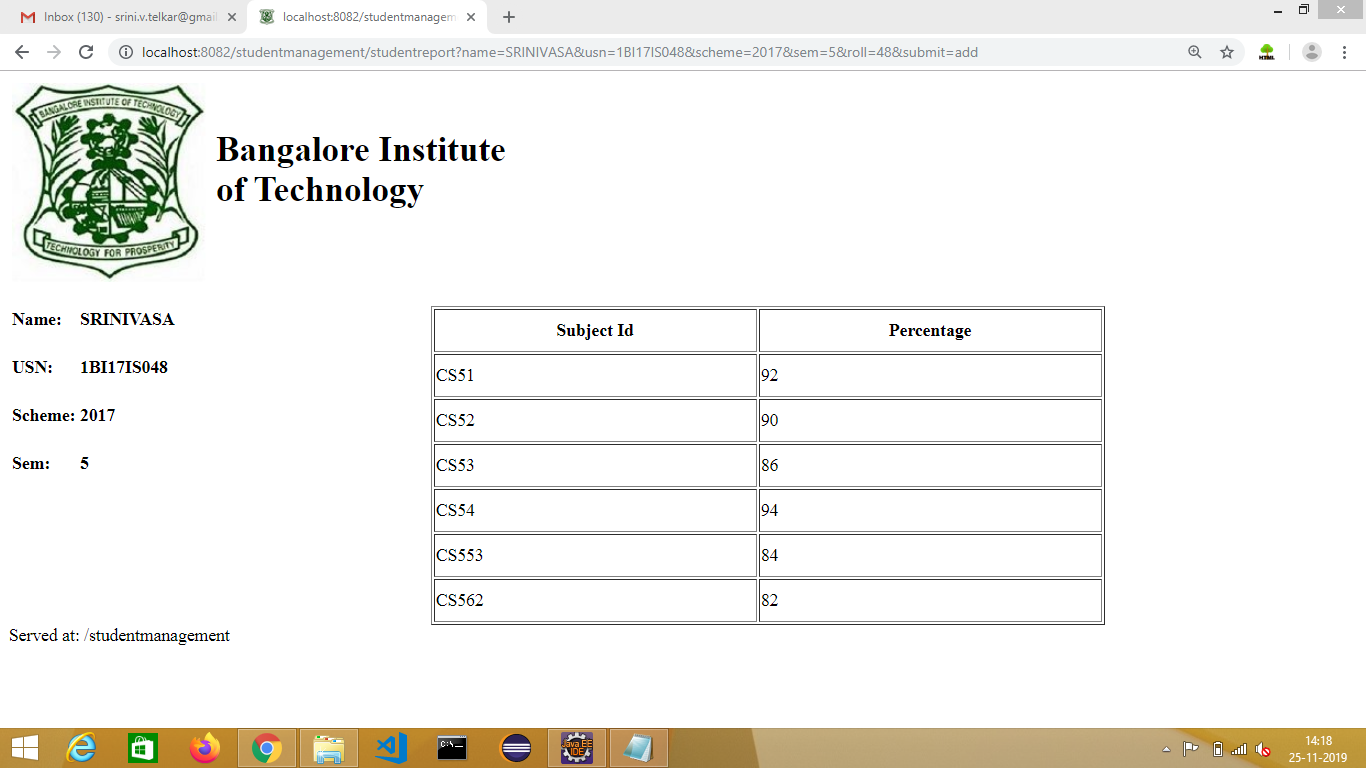 Inbox (130) - srini.v.telkar@gmai
localhost:8082/studentmanagem
localhost:8082/studentmanagement/studentreport?name=SRINIVASA&usn=1BI17IS048&scheme=2017&sem=5&roll=48&submit=add
BANGALORE INSTITUTE OF TECHNOLOGY
TECHNOLOGY FOR PROSPERITY
Bangalore Institute
of Technology
Name: SRINIVASA
USN: 1BI17IS048
Scheme: 2017
Sem: 5
Subject Id Percentage
CS51 92
CS52 90
CS53 86
CS54 94
CS553 84
CS562 82
Served at: /studentmanagement
Java EE
IDE
14:18
25-11-2019